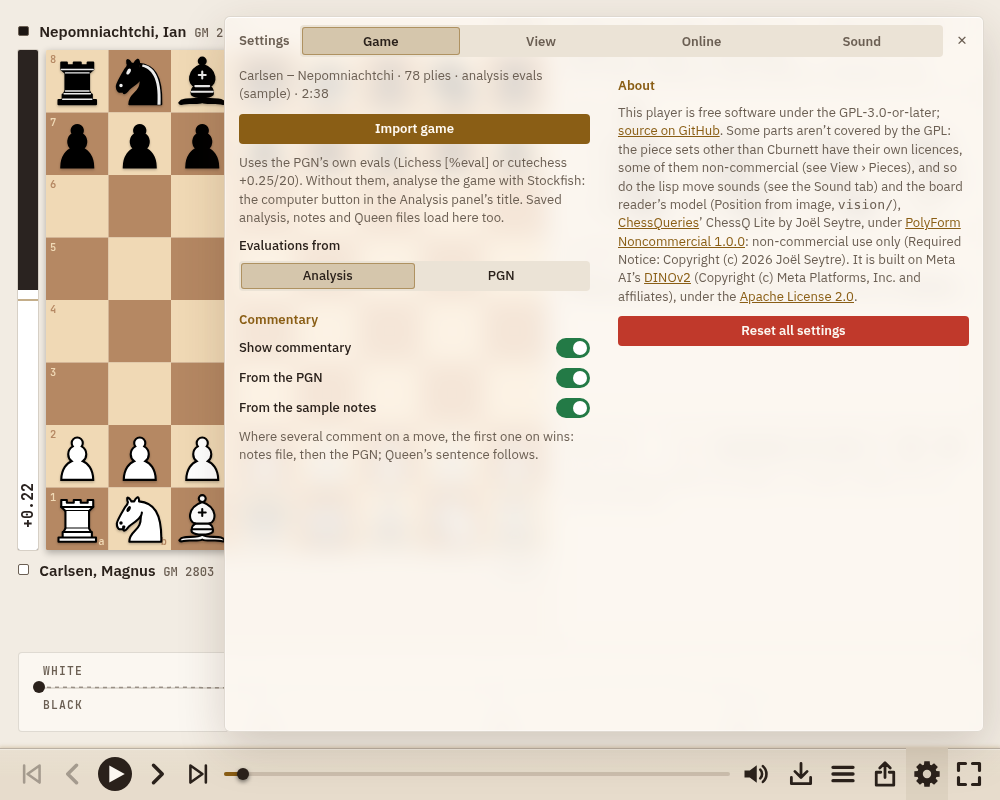 Nepomniachtchi, Ian GM 2
Settings Game View Online Sound ×
Carlsen – Nepomniachtchi · 78 plies · analysis evals
(sample) · 2:38
Import game
Uses the PGN’s own evals (Lichess [%eval] or cutechess
+0.25/20). Without them, analyse the game with Stockfish:
the computer button in the Analysis panel’s title. Saved
analysis, notes and Queen files load here too.
Evaluations from
Analysis PGN
Commentary
Show commentary
From the PGN
From the sample notes
Where several comment on a move, the first one on wins:
notes file, then the PGN; Queen’s sentence follows.
About
This player is free software under the GPL-3.0-or-later;
source on GitHub. Some parts aren’t covered by the GPL:
the piece sets other than Cburnett have their own licences,
some of them non-commercial (see View › Pieces), and so
do the lisp move sounds (see the Sound tab) and the board
reader’s model (Position from image, vision/),
ChessQueries’ ChessQ Lite by Joël Seytre, under PolyForm
Noncommercial 1.0.0: non-commercial use only (Required
Notice: Copyright (c) 2026 Joël Seytre). It is built on Meta
AI’s DINOv2 (Copyright (c) Meta Platforms, Inc. and
affiliates), under the Apache License 2.0.
Reset all settings
8
7
6
5
4
3
2
1
a
b
+0.22
Carlsen, Magnus GM 2803
WHITE
BLACK